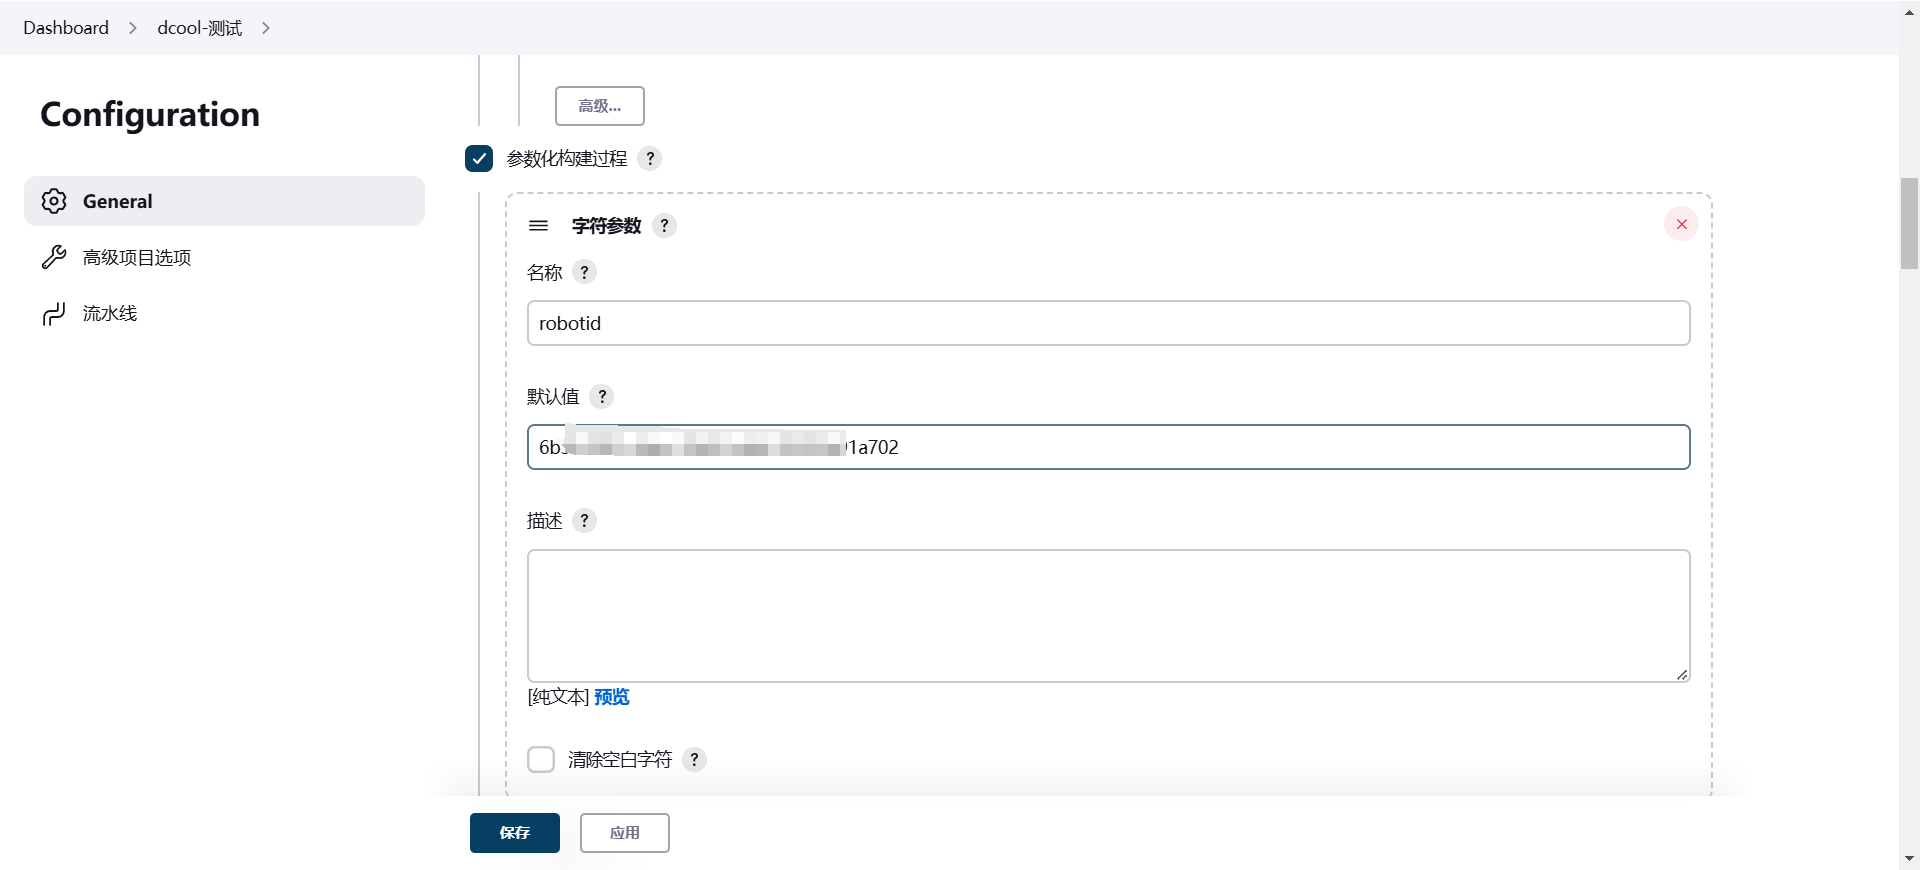 Dashboard
dcool-测试
Configuration
General
高级项目选项
流水线
高级...
参数化构建过程 ?
字符参数 ?
名称 ?
robotid
默认值 ?
6b 1a702
描述 ?
[纯文本] 预览
清除空白字符 ?
保存
应用